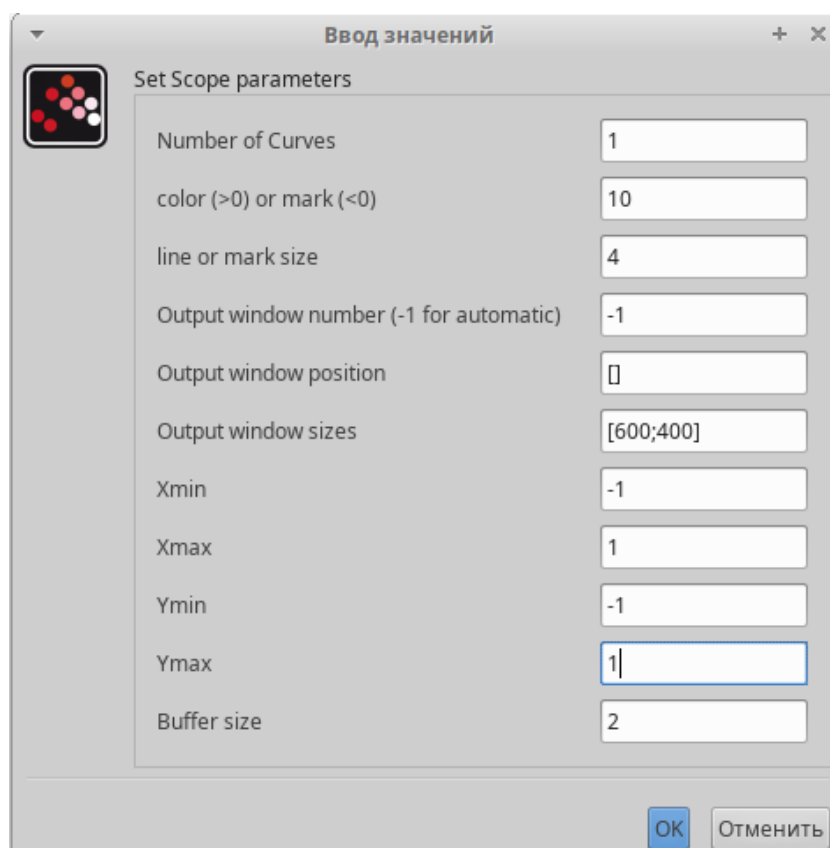 Ввод значений
Set Scope parameters
Number of Curves 1
color (>0) or mark (<0) 10
line or mark size 4
Output window number (-1 for automatic) -1
Output window position []
Output window sizes [600;400]
Xmin -1
Xmax 1
Ymin -1
Ymax 1
Buffer size 2
OK Отменить